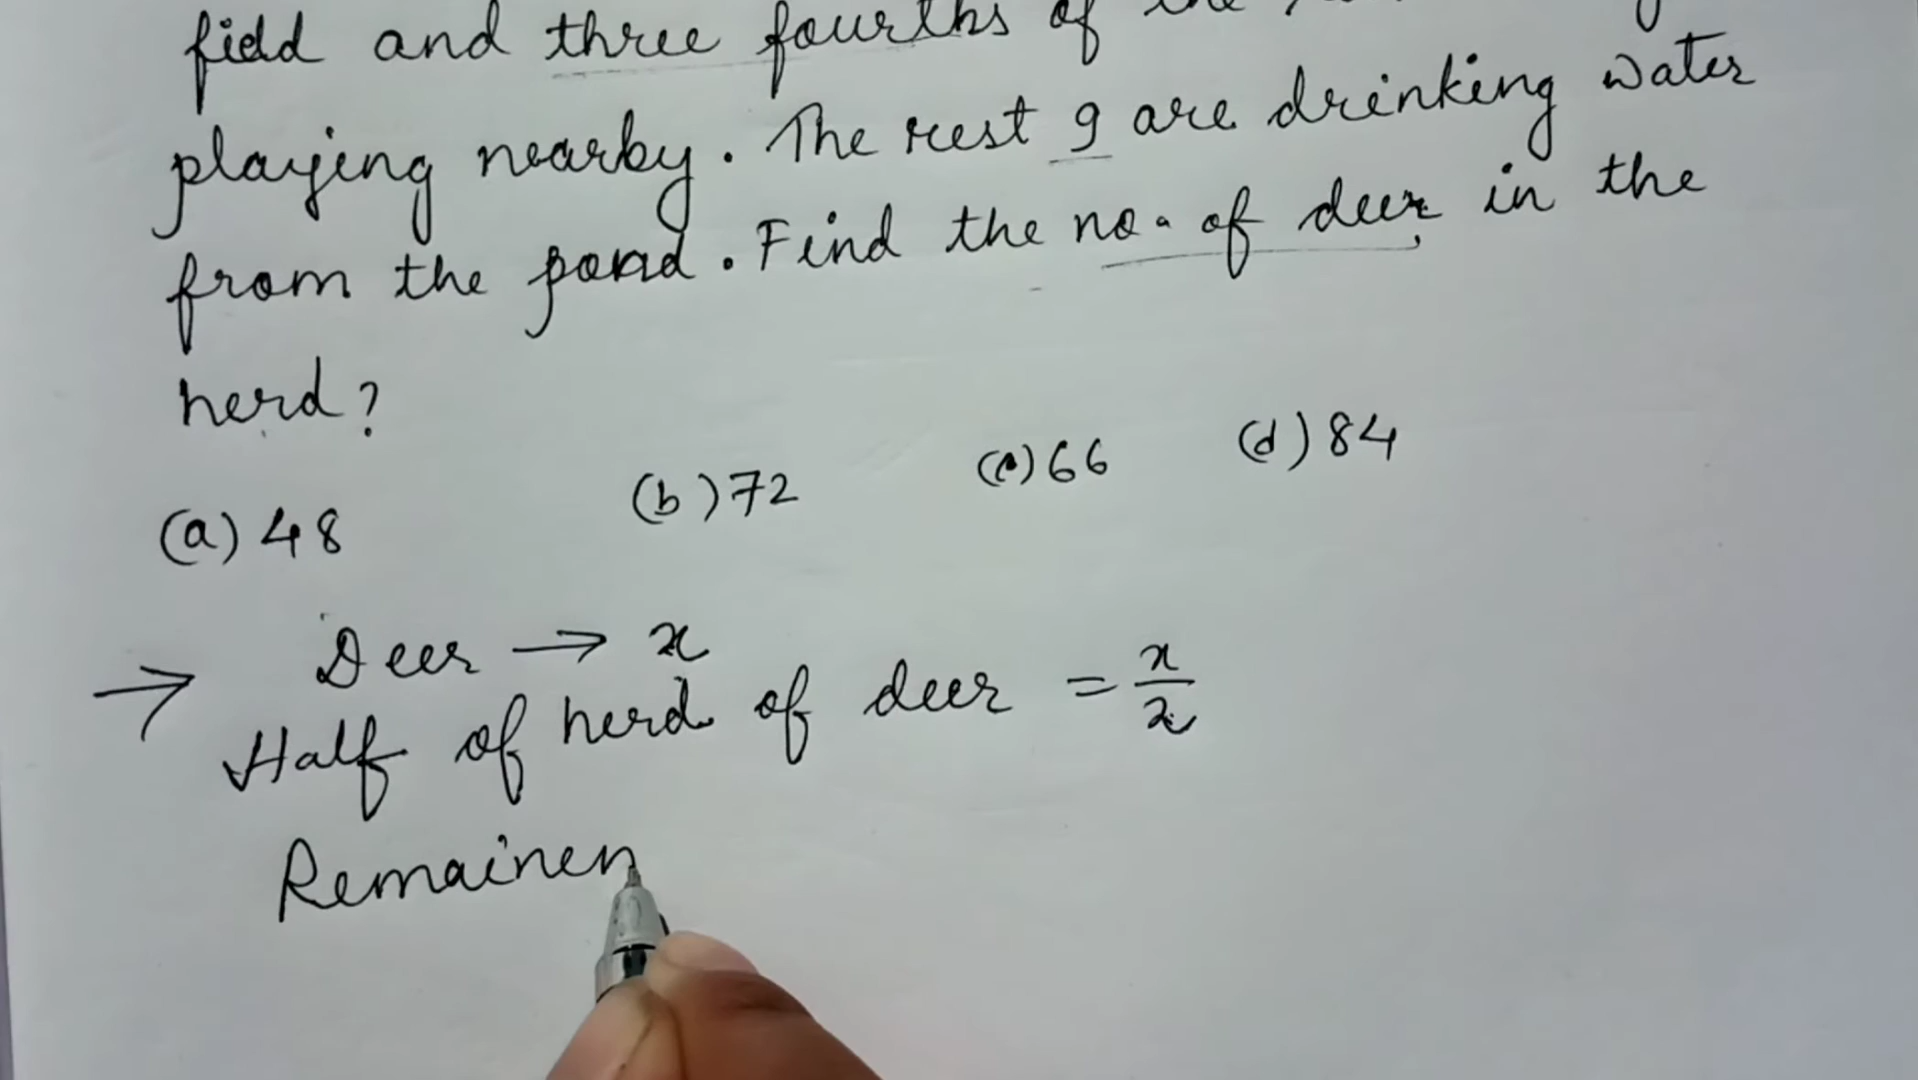 field and three fourths of the
playing nearby. The rest 9 are drinking water
from the pond. Find the no. of deer in the
herd?
(a) 48 (b) 72 (c) 66 (d) 84
→ Deer → x
Half of herd of deer = x/2
Remainen